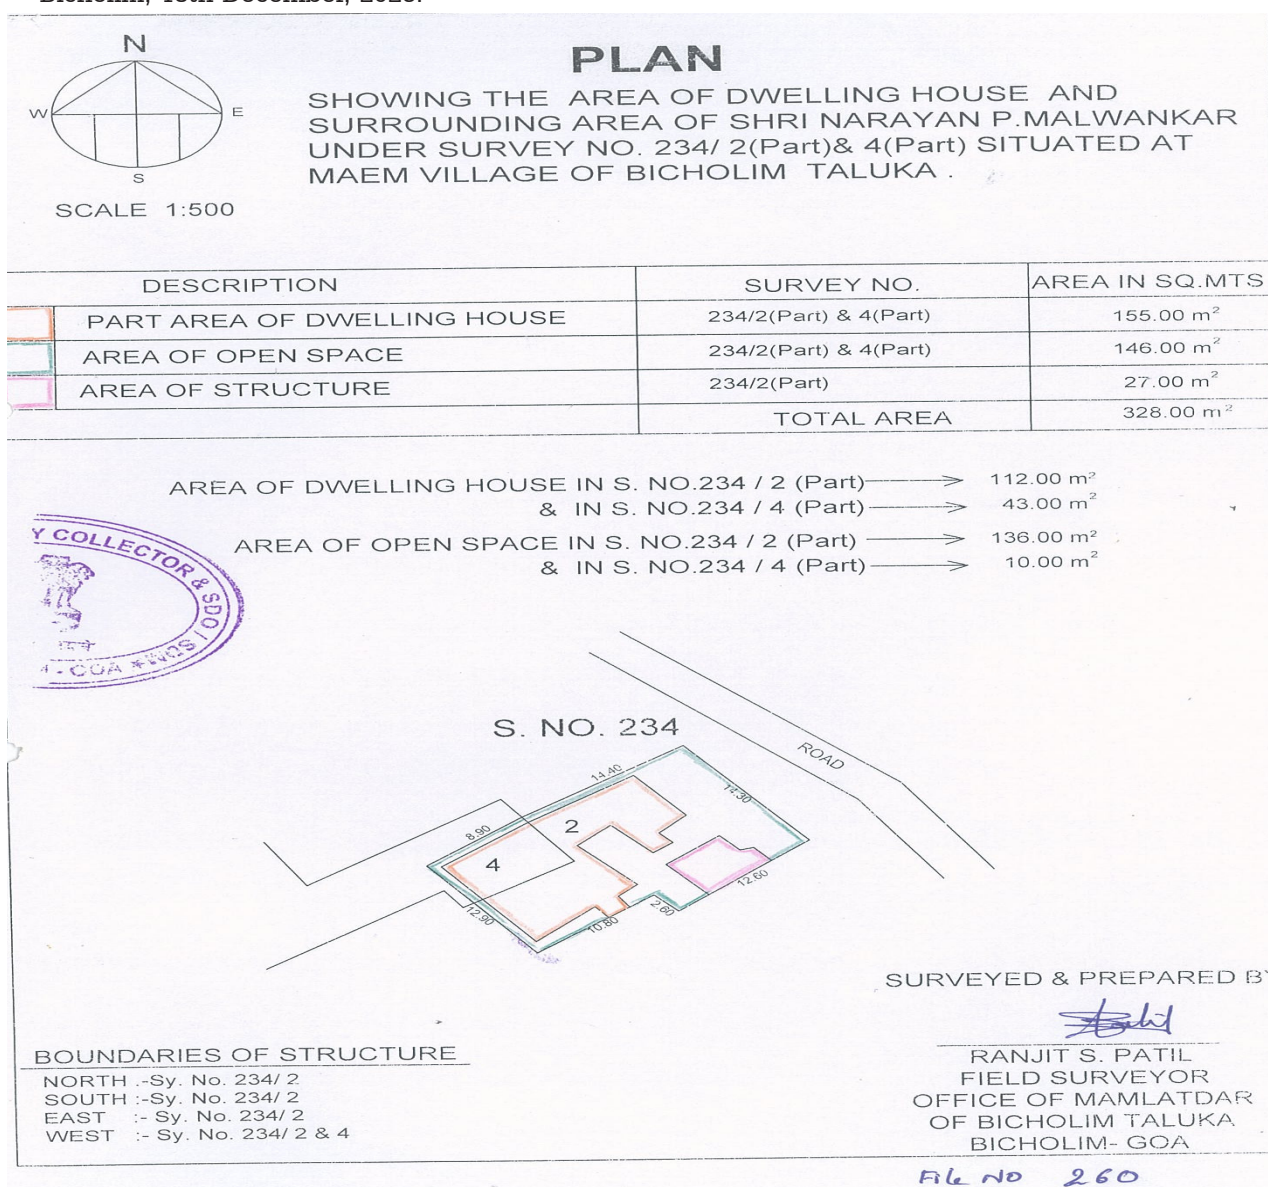 N
W
E
S
SCALE 1:500
PLAN
SHOWING THE AREA OF DWELLING HOUSE AND
SURROUNDING AREA OF SHRI NARAYAN P.MALWANKAR
UNDER SURVEY NO. 234/ 2(Part)& 4(Part) SITUATED AT
MAEM VILLAGE OF BICHOLIM TALUKA .
DESCRIPTION SURVEY NO. AREA IN SQ.MTS
PART AREA OF DWELLING HOUSE 234/2(Part) & 4(Part) 155.00 m²
AREA OF OPEN SPACE 234/2(Part) & 4(Part) 146.00 m²
AREA OF STRUCTURE 234/2(Part) 27.00 m²
TOTAL AREA 328.00 m²
AREA OF DWELLING HOUSE IN S. NO.234 / 2 (Part) 112.00 m²
& IN S. NO.234 / 4 (Part) 43.00 m²
AREA OF OPEN SPACE IN S. NO.234 / 2 (Part) 136.00 m²
& IN S. NO.234 / 4 (Part) 10.00 m²
Y COLLECTOR & SDO / SDM
- GOA *
S. NO. 234
ROAD
14.40
14.30
8.90
2
4
12.60
2.60
12.90
10.80
SURVEYED & PREPARED BY
RANJIT S. PATIL
FIELD SURVEYOR
OFFICE OF MAMLATDAR
OF BICHOLIM TALUKA
BICHOLIM- GOA
BOUNDARIES OF STRUCTURE
NORTH .-Sy. No. 234/ 2
SOUTH :-Sy. No. 234/ 2
EAST :- Sy. No. 234/ 2
WEST :- Sy. No. 234/ 2 & 4
File No 260